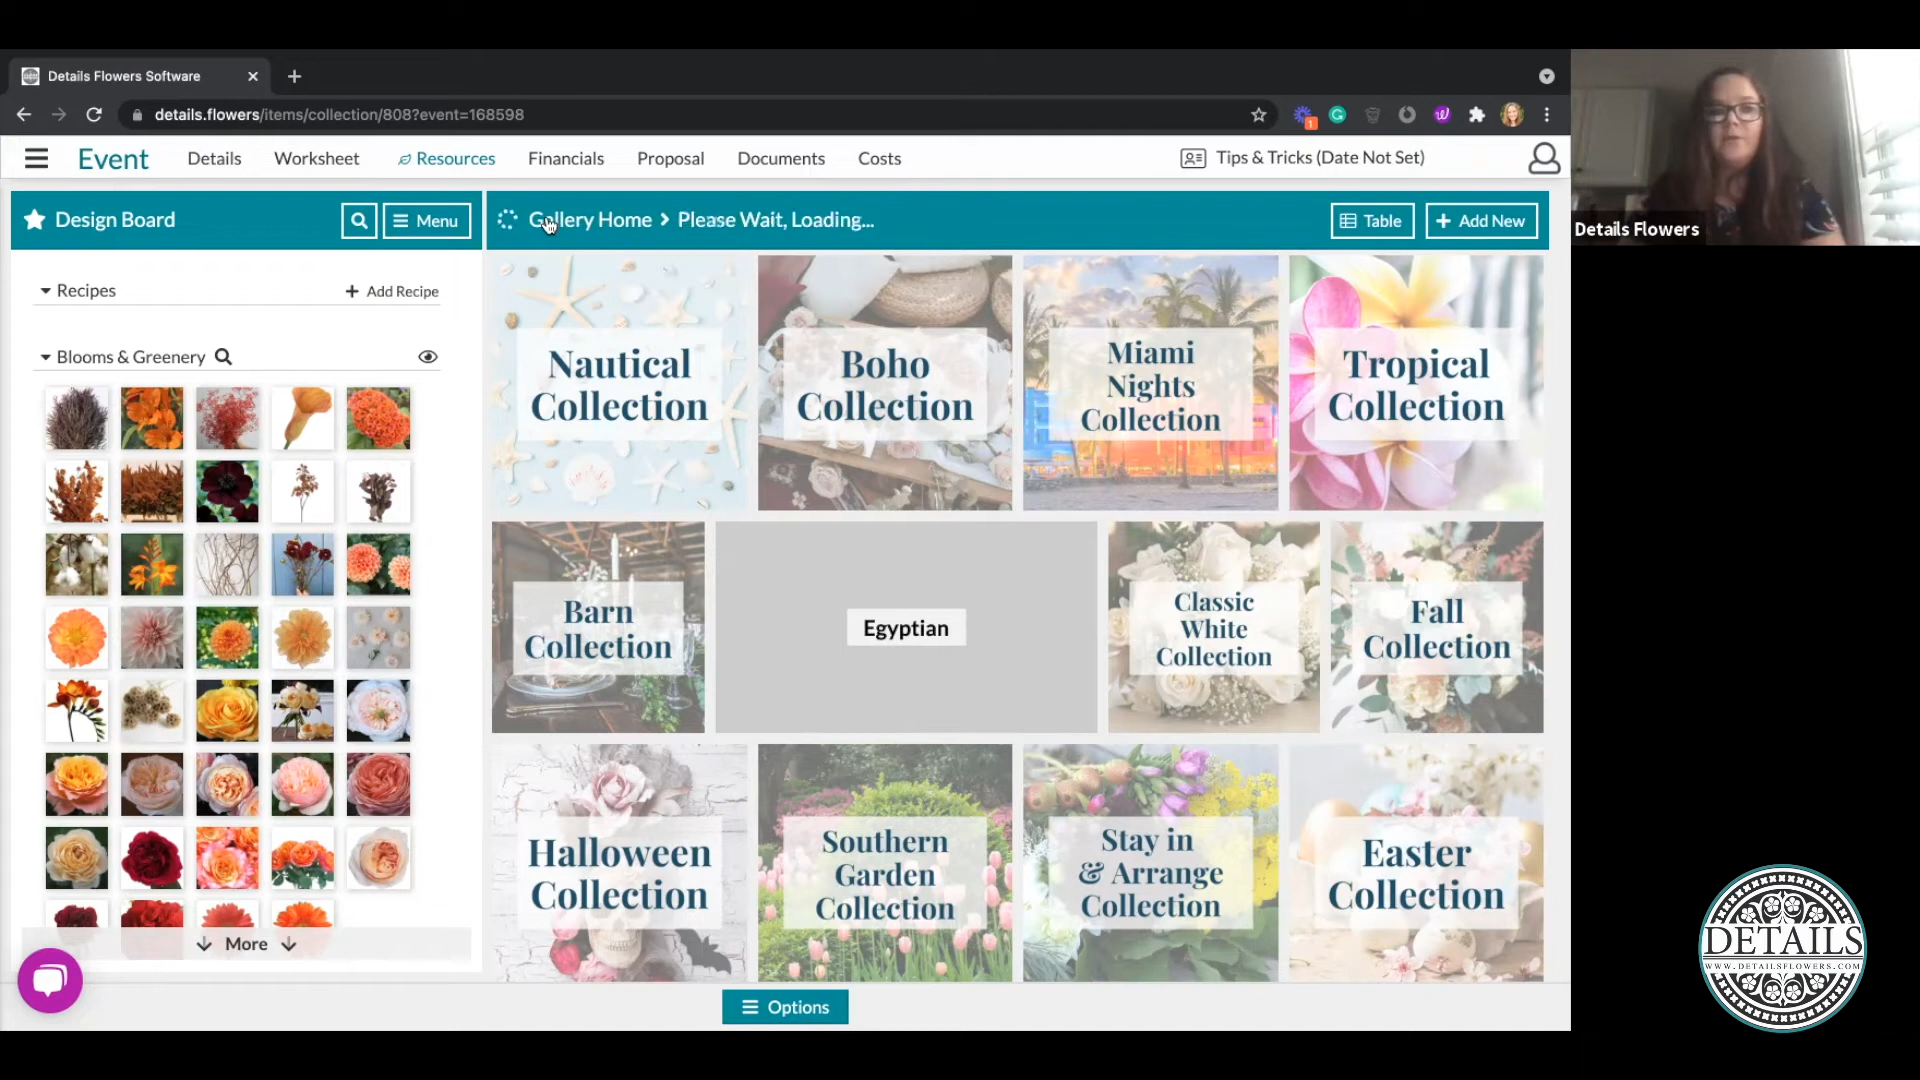 Details Flowers Software
details.flowers/items/collection/808?event=168598
1
Event
Details
Worksheet
Resources
Financials
Proposal
Documents
Costs
Tips & Tricks (Date Not Set)
Design Board
Menu
Gallery Home
Please Wait, Loading...
Table
Add New
Recipes
Add Recipe
Blooms & Greenery
Nautical
Collection
Boho
Collection
Miami
Nights
Collection
Tropical
Collection
Barn
Collection
Egyptian
Classic
White
Collection
Fall
Collection
Halloween
Collection
Southern
Garden
Collection
Stay in
& Arrange
Collection
Easter
Collection
More
Options
Details Flowers
DETAILS
WWW.DETAILSFLOWERS.COM